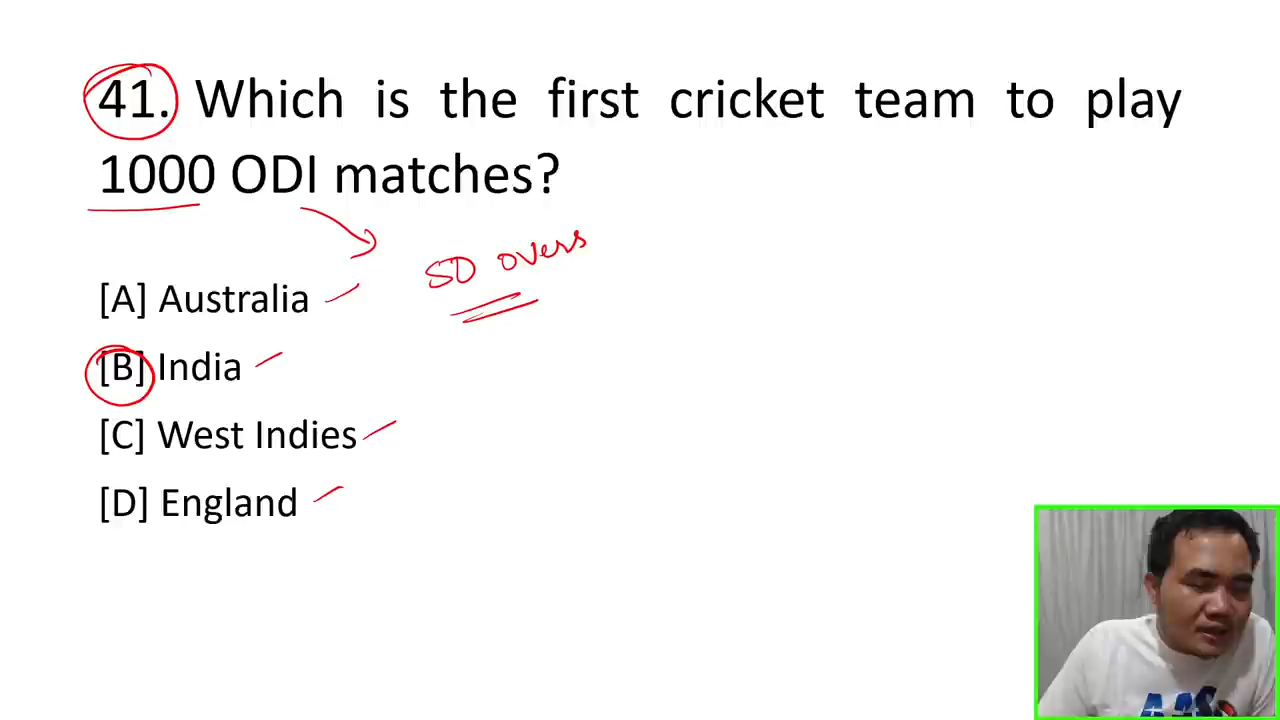 41. Which is the first cricket team to play
1000 ODI matches?
50 overs
[A] Australia
[B] India
[C] West Indies
[D] England